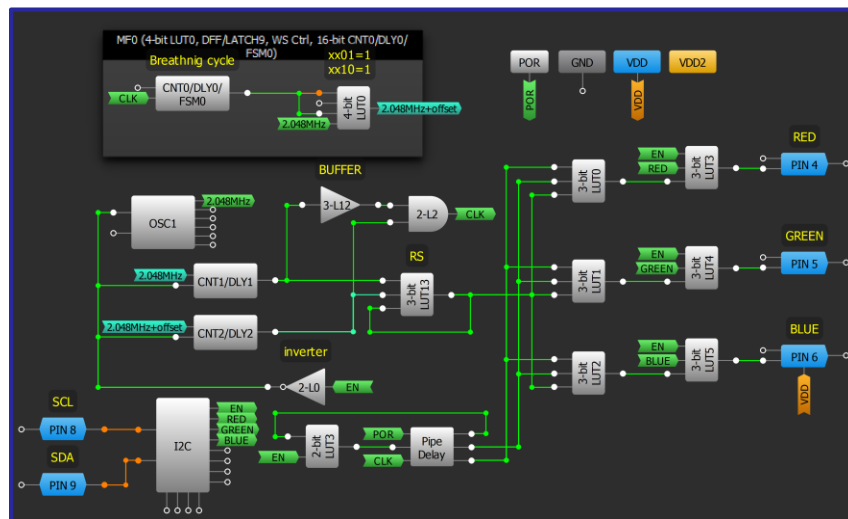 MF0 (4-bit LUT0, DFF/LATCH9, WS Ctrl, 16-bit CNT0/DLY0/
FSM0)
Breathnig cycle
xx01=1
xx10=1
CNT0/DLY0/
FSM0
CLK
4-bit
LUT0
2.048MHz
2.048MHz+offset
POR
GND
VDD
VDD2
POR
VDD
RED
EN
RED
3-bit
LUT0
3-bit
LUT3
PIN 4
BUFFER
3-L12
2-L2
CLK
OSC1
2.048MHz
GREEN
EN
GREEN
3-bit
LUT1
3-bit
LUT4
PIN 5
RS
2.048MHz
CNT1/DLY1
3-bit
LUT13
2.048MHz+offset
CNT2/DLY2
BLUE
EN
BLUE
3-bit
LUT2
3-bit
LUT5
PIN 6
VDD
inverter
2-L0
EN
SCL
PIN 8
SDA
PIN 9
I2C
EN
RED
GREEN
BLUE
EN
2-bit
LUT3
POR
CLK
Pipe
Delay